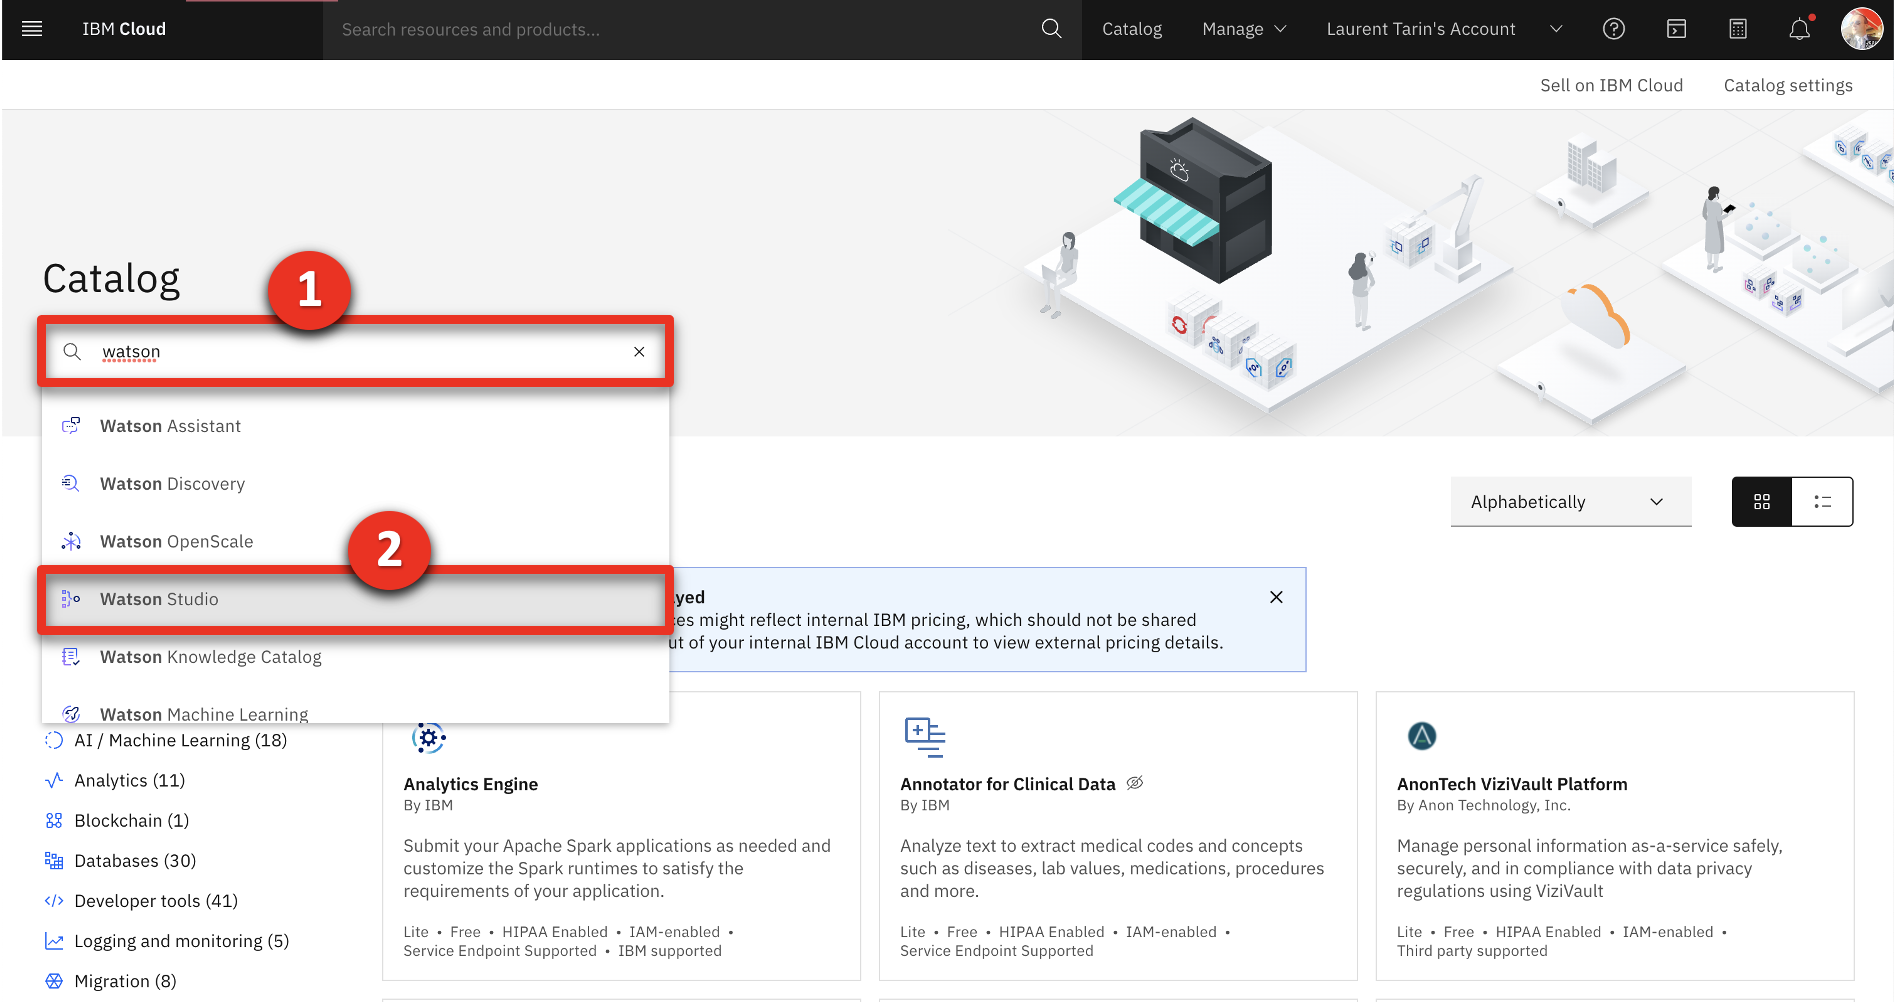 IBM Cloud
Search resources and products...
Catalog
Manage
Laurent Tarin's Account
Sell on IBM Cloud
Catalog settings
Catalog
1
watson
Watson Assistant
Watson Discovery
Watson OpenScale
2
Watson Studio
Watson Knowledge Catalog
Watson Machine Learning
Alphabetically
might reflect internal IBM pricing, which should not be shared
of your internal IBM Cloud account to view external pricing details.
AI / Machine Learning (18)
Analytics (11)
Blockchain (1)
Databases (30)
Developer tools (41)
Logging and monitoring (5)
Migration (8)
Analytics Engine
By IBM
Submit your Apache Spark applications as needed and
customize the Spark runtimes to satisfy the
requirements of your application.
Lite • Free • HIPAA Enabled • IAM-enabled •
Service Endpoint Supported • IBM supported
Annotator for Clinical Data
By IBM
Analyze text to extract medical codes and concepts
such as diseases, lab values, medications, procedures
and more.
Lite • Free • HIPAA Enabled • IAM-enabled •
Service Endpoint Supported
AnonTech ViziVault Platform
By Anon Technology, Inc.
Manage personal information as-a-service safely,
securely, and in compliance with data privacy
regulations using ViziVault
Lite • Free • HIPAA Enabled • IAM-enabled •
Third party supported